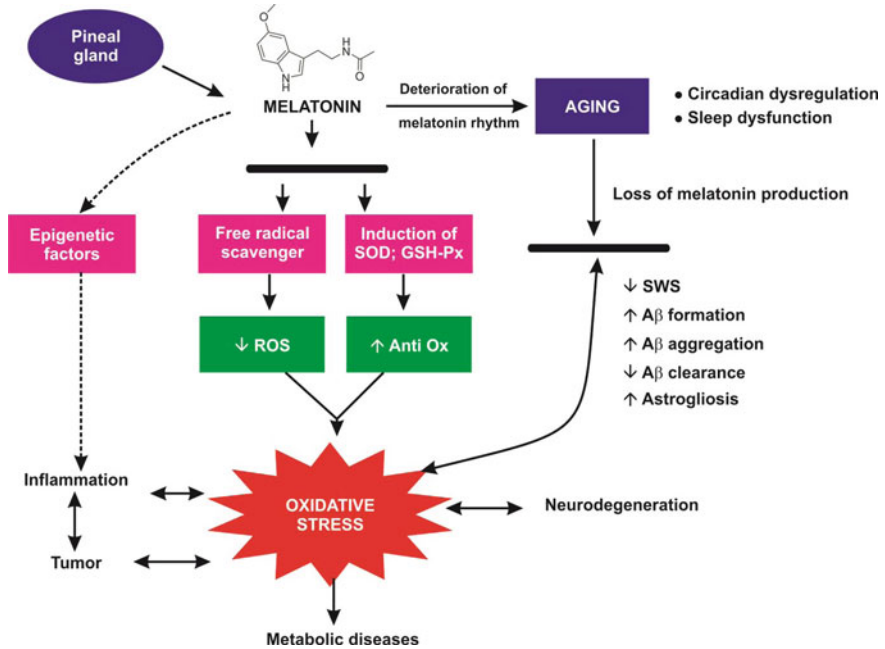 Pineal
gland
O
N
H
H
N
O
MELATONIN
Deterioration of
melatonin rhythm
AGING
● Circadian dysregulation
● Sleep dysfunction
Loss of melatonin production
Epigenetic
factors
Free radical
scavenger
Induction of
SOD; GSH-Px
↓ ROS
↑ Anti Ox
↓ SWS
↑ Aβ formation
↑ Aβ aggregation
↓ Aβ clearance
↑ Astrogliosis
Inflammation
Tumor
OXIDATIVE
STRESS
Neurodegeneration
Metabolic diseases